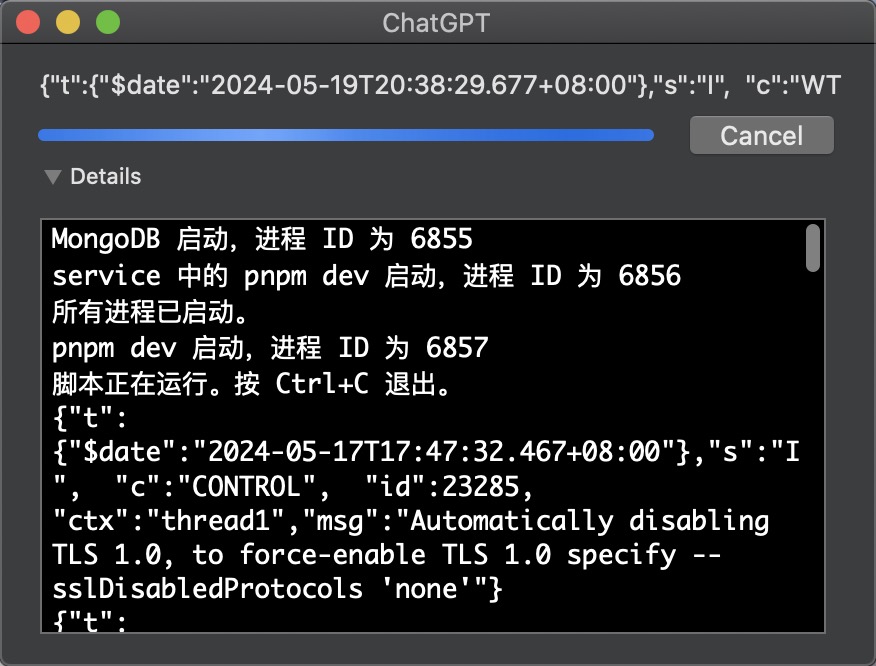 ChatGPT
{"t":{"$date":"2024-05-19T20:38:29.677+08:00"},"s":"I", "c":"WT
Cancel
Details
MongoDB 启动, 进程 ID 为 6855
service 中的 pnpm dev 启动, 进程 ID 为 6856
所有进程已启动。
pnpm dev 启动, 进程 ID 为 6857
脚本正在运行。按 Ctrl+C 退出。
{"t":
{"$date":"2024-05-17T17:47:32.467+08:00"},"s":"I
", "c":"CONTROL", "id":23285,
"ctx":"thread1","msg":"Automatically disabling
TLS 1.0, to force-enable TLS 1.0 specify --
sslDisabledProtocols 'none'"}
{"t":